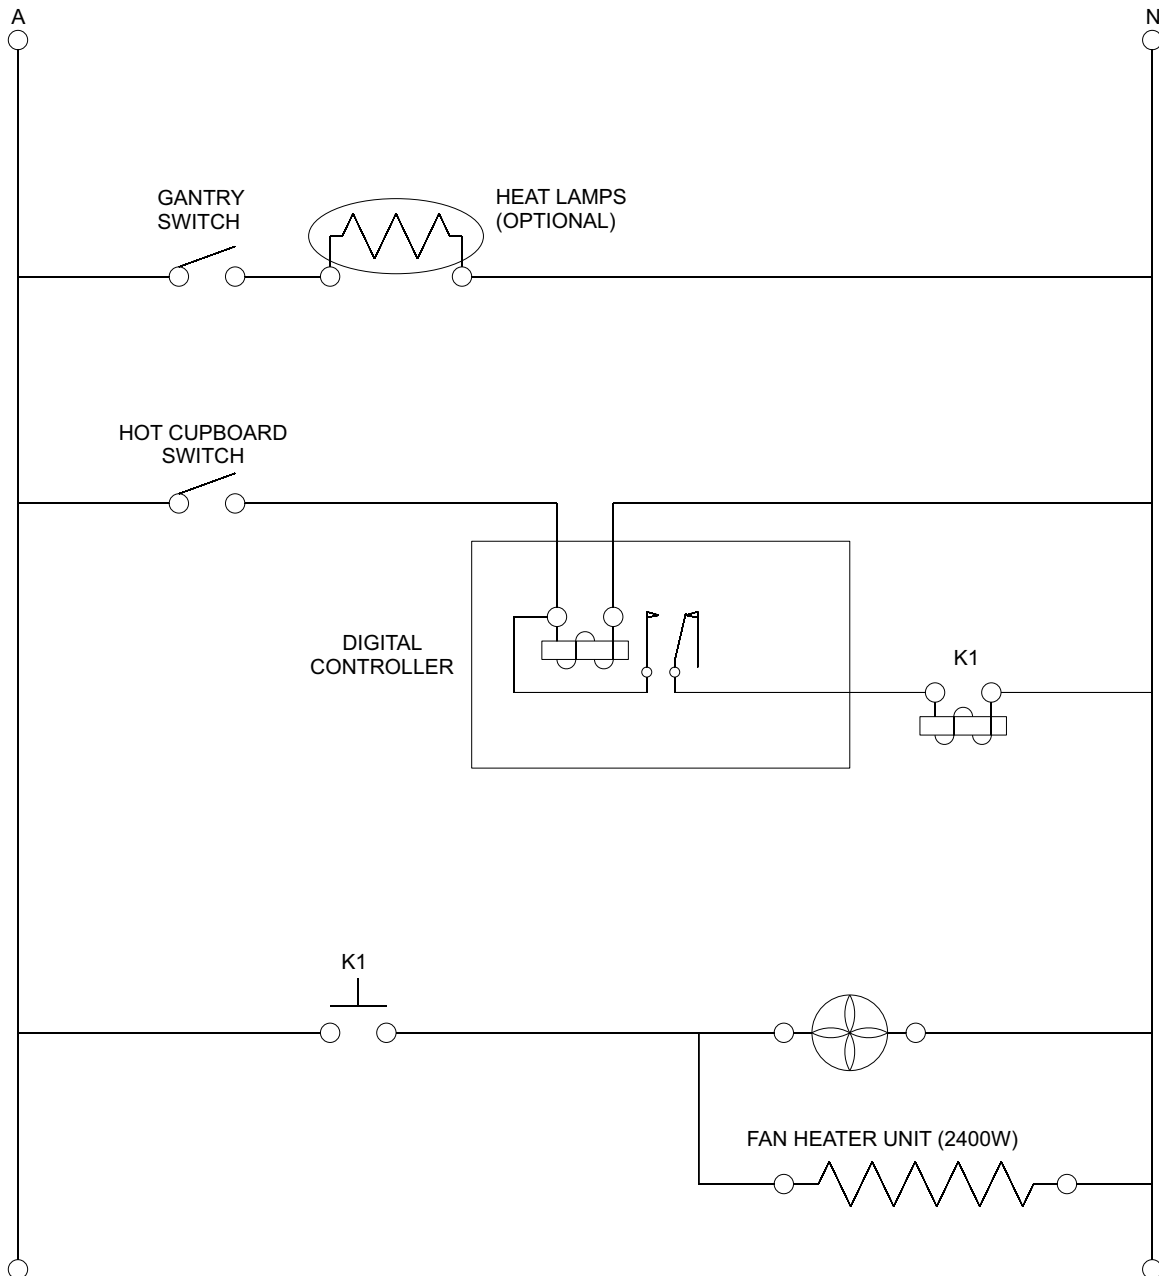 A
N
GANTRY
SWITCH
HEAT LAMPS
(OPTIONAL)
HOT CUPBOARD
SWITCH
DIGITAL
CONTROLLER
K1
K1
FAN HEATER UNIT (2400W)